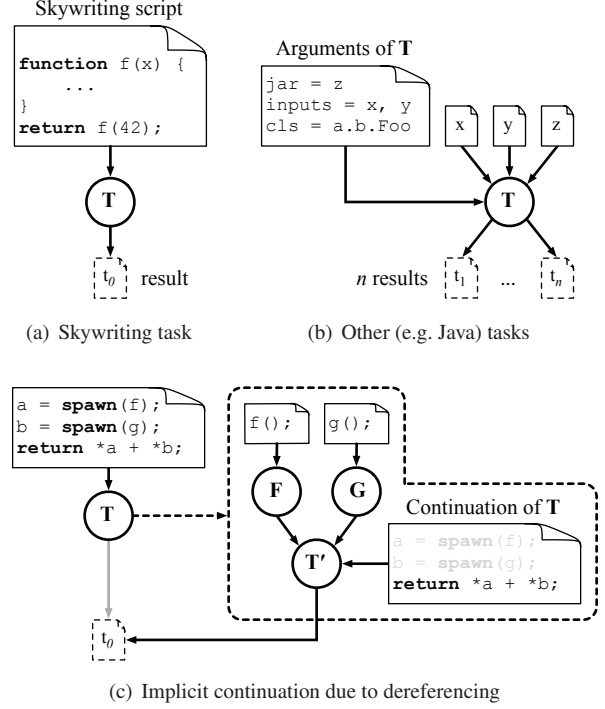 Skywriting script
function f(x) {
...
}
return f(42);
T
t0 result
(a) Skywriting task
Arguments of T
jar = z
inputs = x, y
cls = a.b.Foo
x y z
T
n results t1 ... tn
(b) Other (e.g. Java) tasks
a = spawn(f);
b = spawn(g);
return *a + *b;
f(); g();
F G
T
Continuation of T
a = spawn(f);
b = spawn(g);
return *a + *b;
T′
t0
(c) Implicit continuation due to dereferencing